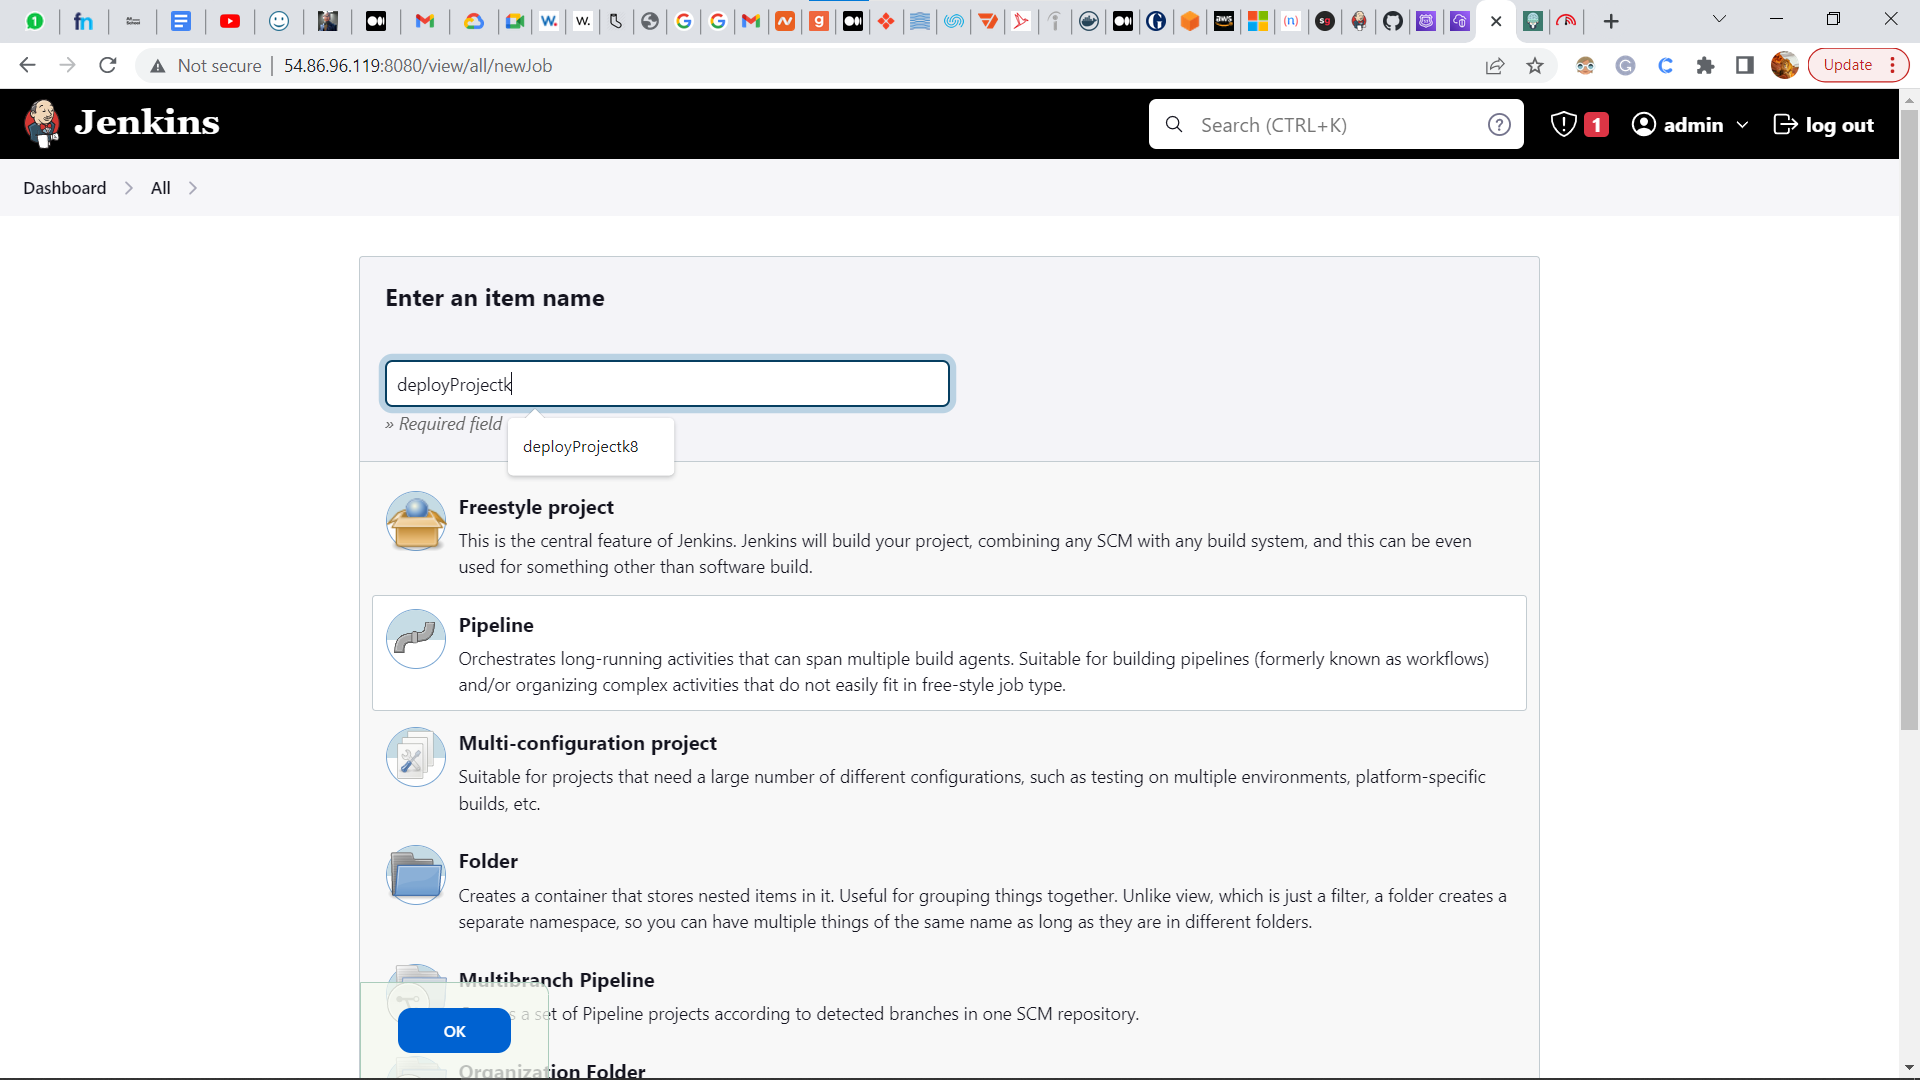 Not secure
54.86.96.119:8080/view/all/newJob
Update
Jenkins
Search (CTRL+K)
1
admin
log out
Dashboard
All
Enter an item name
deployProjectk
» Required field
deployProjectk8
Freestyle project
This is the central feature of Jenkins. Jenkins will build your project, combining any SCM with any build system, and this can be even
used for something other than software build.
Pipeline
Orchestrates long-running activities that can span multiple build agents. Suitable for building pipelines (formerly known as workflows)
and/or organizing complex activities that do not easily fit in free-style job type.
Multi-configuration project
Suitable for projects that need a large number of different configurations, such as testing on multiple environments, platform-specific
builds, etc.
Folder
Creates a container that stores nested items in it. Useful for grouping things together. Unlike view, which is just a filter, a folder creates a
separate namespace, so you can have multiple things of the same name as long as they are in different folders.
Multibranch Pipeline
a set of Pipeline projects according to detected branches in one SCM repository.
OK
Organization Folder